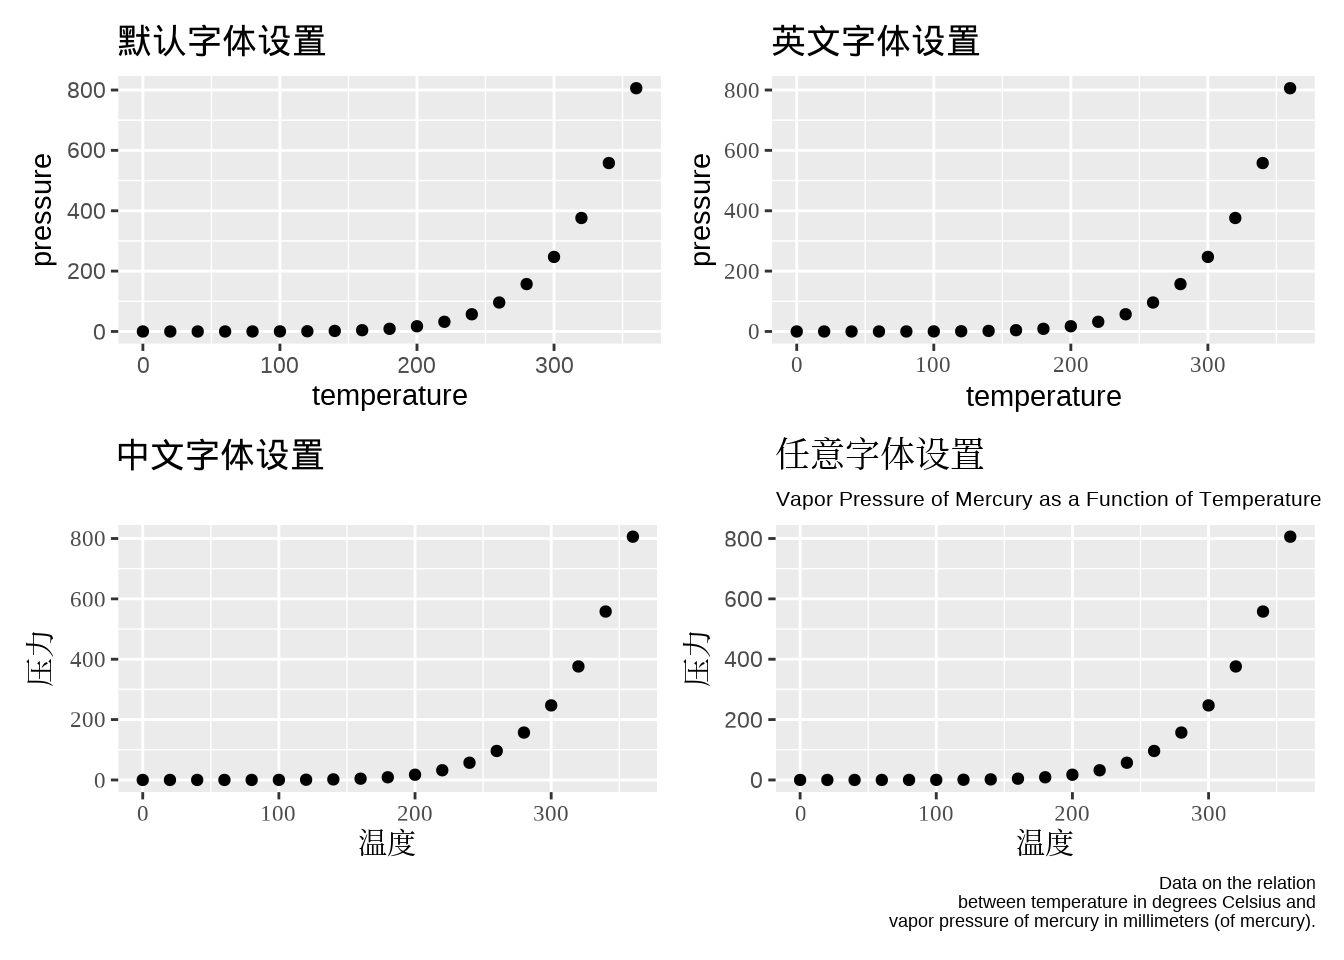 默认字体设置
800
600
400
200
0
pressure
0 100 200 300
temperature
英文字体设置
800
600
400
200
0
pressure
0 100 200 300
temperature
中文字体设置
800
600
400
200
0
压力
0 100 200 300
温度
任意字体设置
Vapor Pressure of Mercury as a Function of Temperature
800
600
400
200
0
压力
0 100 200 300
温度
Data on the relation
between temperature in degrees Celsius and
vapor pressure of mercury in millimeters (of mercury).